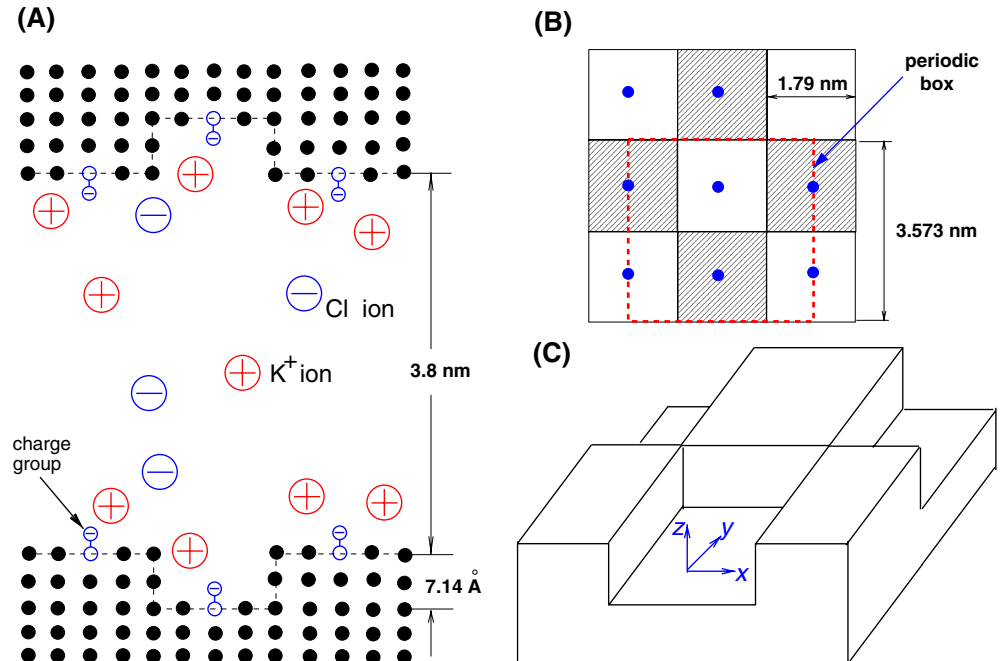 (A)
Cl ion
K+ ion
3.8 nm
charge
group
7.14 Å
(B)
1.79 nm
periodic
box
3.573 nm
(C)
z
y
x